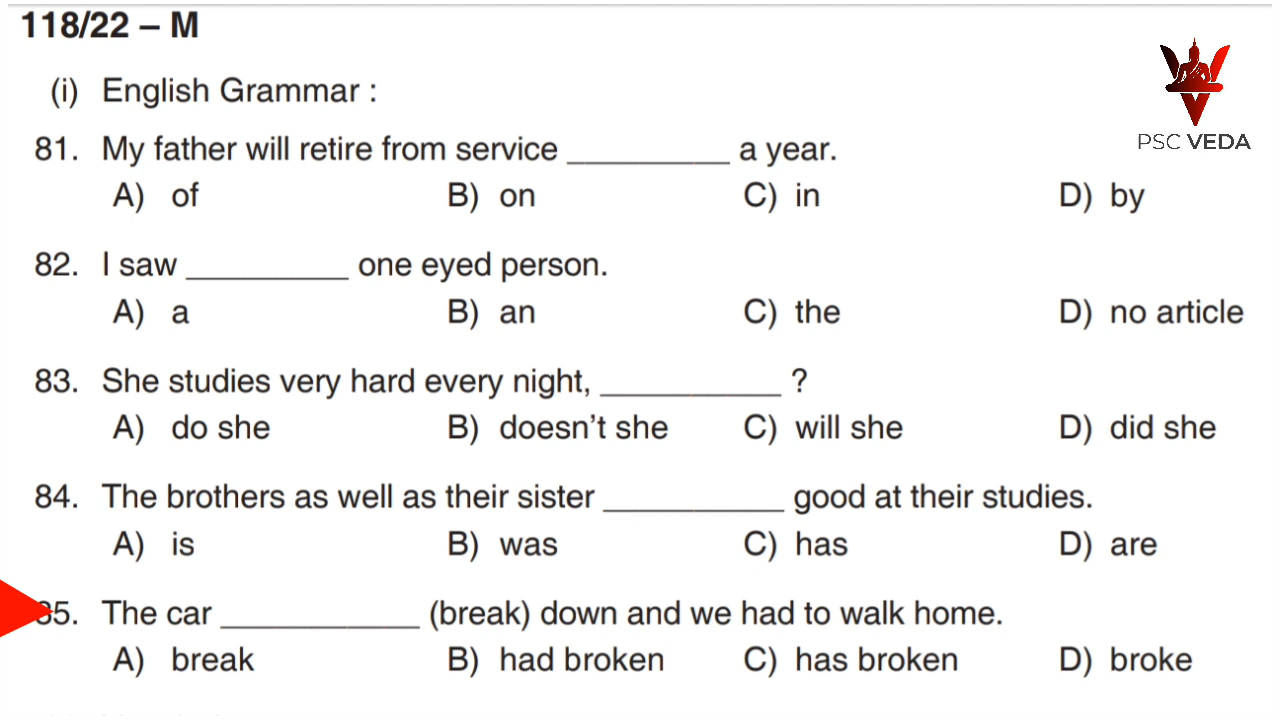 118/22 – M
PSC VEDA
(i) English Grammar :
81. My father will retire from service __________ a year.
A) of B) on C) in D) by
82. I saw __________ one eyed person.
A) a B) an C) the D) no article
83. She studies very hard every night, ___________ ?
A) do she B) doesn't she C) will she D) did she
84. The brothers as well as their sister ___________ good at their studies.
A) is B) was C) has D) are
85. The car ____________ (break) down and we had to walk home.
A) break B) had broken C) has broken D) broke